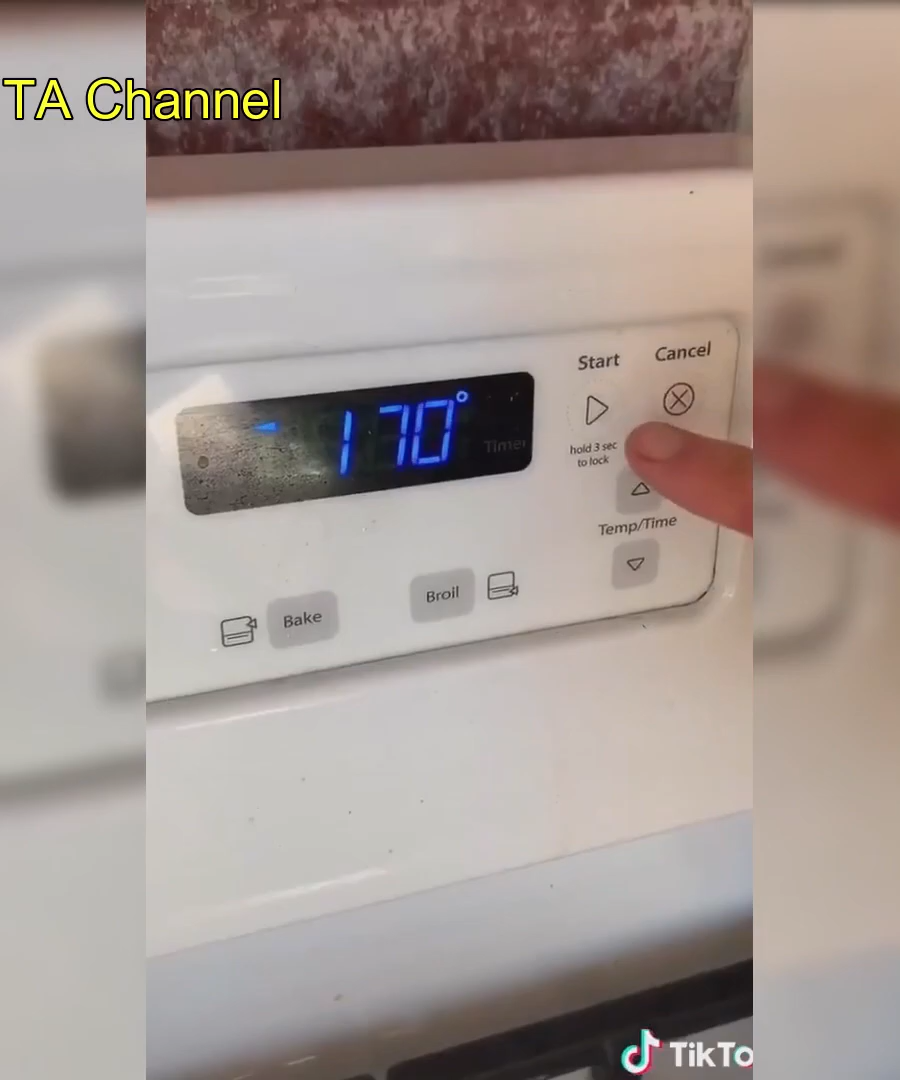 TA Channel
Start
Cancel
170°
Timer
hold 3 sec
to lock
Temp/Time
Bake
Broil
TikTo